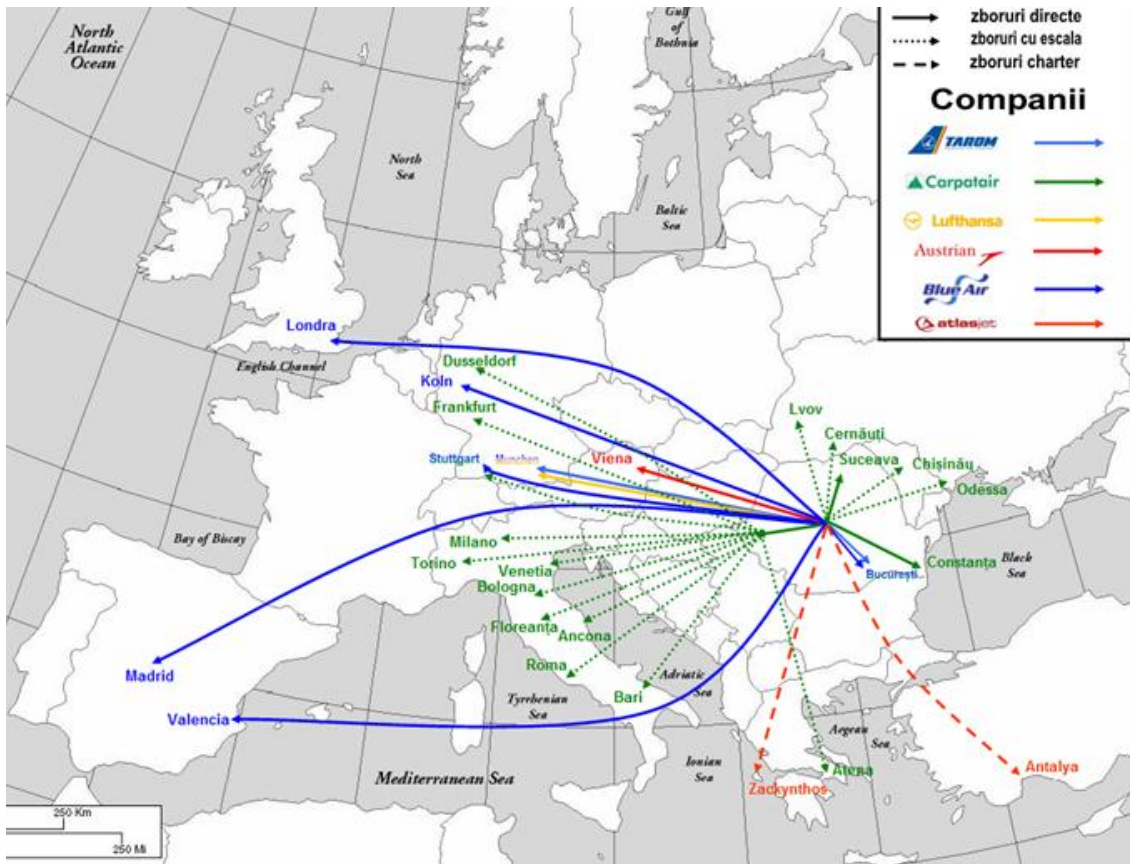 North
Atlantic
Ocean
Gulf
of
Bothnia
zboruri directe
zboruri cu escala
zboruri charter
Companii
TAROM
Carpatair
Lufthansa
Austrian
Blue Air
atlasjet
North
Sea
Baltic
Sea
Londra
English Channel
Dusseldorf
Koln
Frankfurt
Stuttgart
Munchen
Munchen
Viena
Lvov
Cernăuți
Suceava
Chișinău
Odessa
Bay of Biscay
Milano
Torino
Venetia
Bologna
Floreanța
Ancona
Roma
Bari
Constanța
București...
Black
Sea
Madrid
Valencia
Adriatic
Sea
Tyrrhenian
Sea
Aegean
Sea
Ionian
Sea
Mediterranean Sea
Atena
Zackynthos
Antalya
250 Km
250 Mi